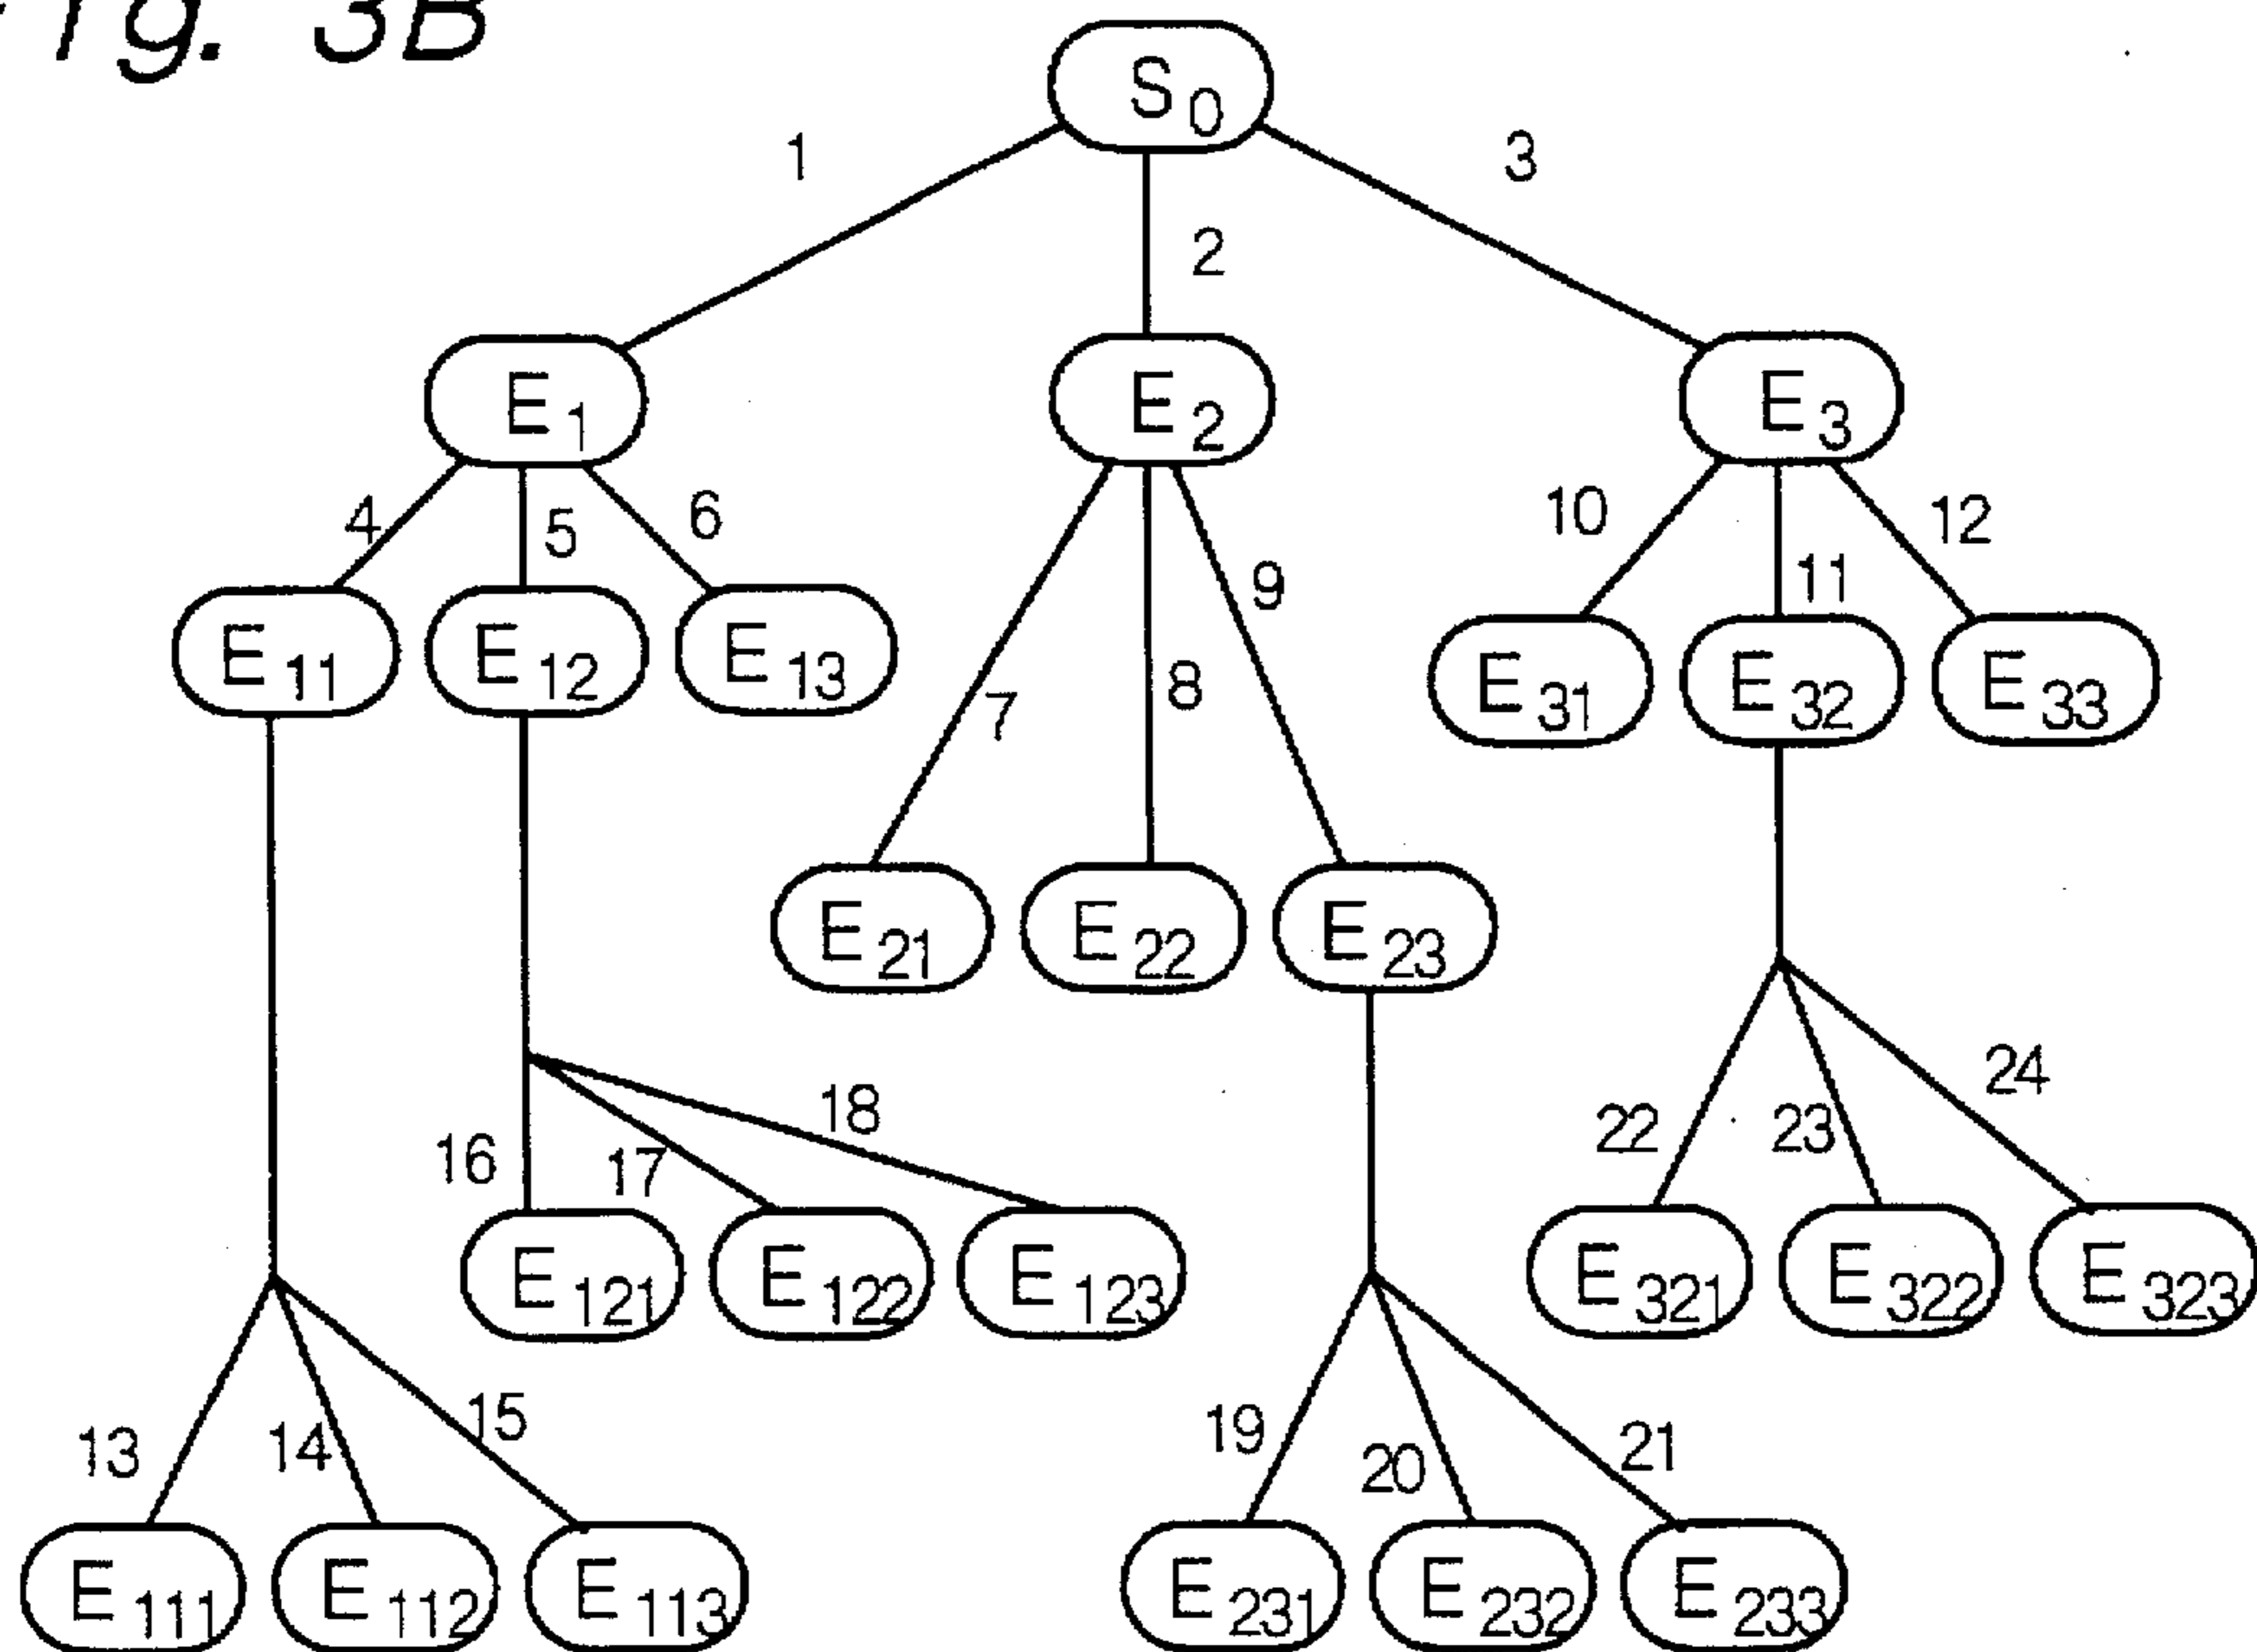 Fig. 3B
S0
1 2 3
E1 E2 E3
4 5 6 9 10 11 12
E11 E12 E13 7 8 E31 E32 E33
E21 E22 E23
16 17 18 22 23 24
E121 E122 E123 E321 E322 E323
13 14 15 19 20 21
E111 E112 E113 E231 E232 E233